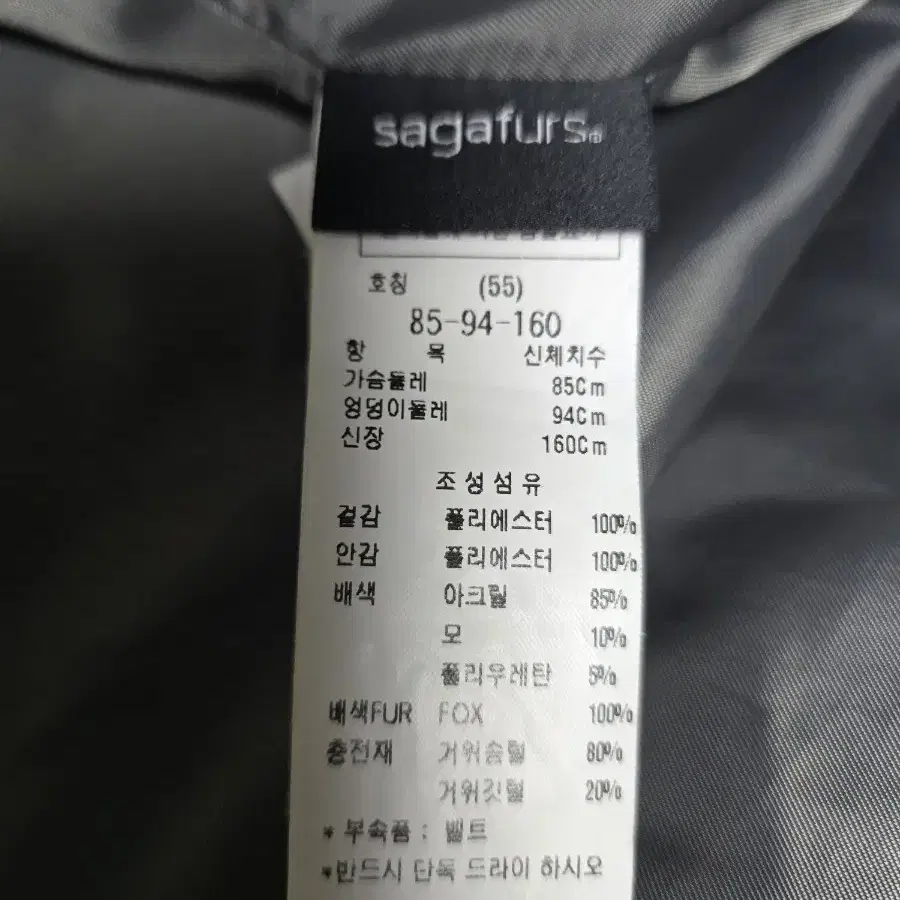 sagafurs®
호칭 (55)
85-94-160
항 목 신체치수
가슴둘레 85Cm
엉덩이둘레 94Cm
신장 160Cm
조성섬유
겉감 폴리에스터 100%
안감 폴리에스터 100%
배색 아크릴 85%
모 10%
폴리우레탄 5%
배색FUR FOX 100%
충전재 거위솜털 80%
거위깃털 20%
* 부속품 : 벨트
*반드시 단독 드라이 하시오